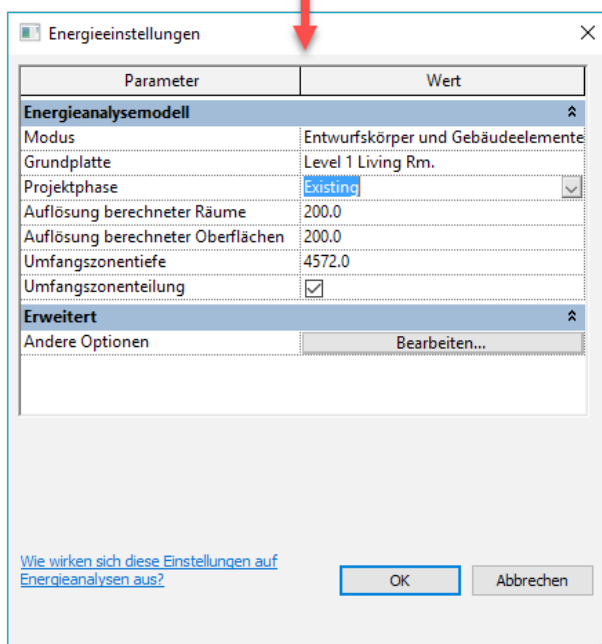 Energieeinstellungen
Parameter Wert
Energieanalysemodell
Modus Entwurfskörper und Gebäudeelemente
Grundplatte Level 1 Living Rm.
Projektphase Existing
Auflösung berechneter Räume 200.0
Auflösung berechneter Oberflächen 200.0
Umfangszonentiefe 4572.0
Umfangszonenteilung
Erweitert
Andere Optionen Bearbeiten...
Wie wirken sich diese Einstellungen auf
Energieanalysen aus?
OK Abbrechen